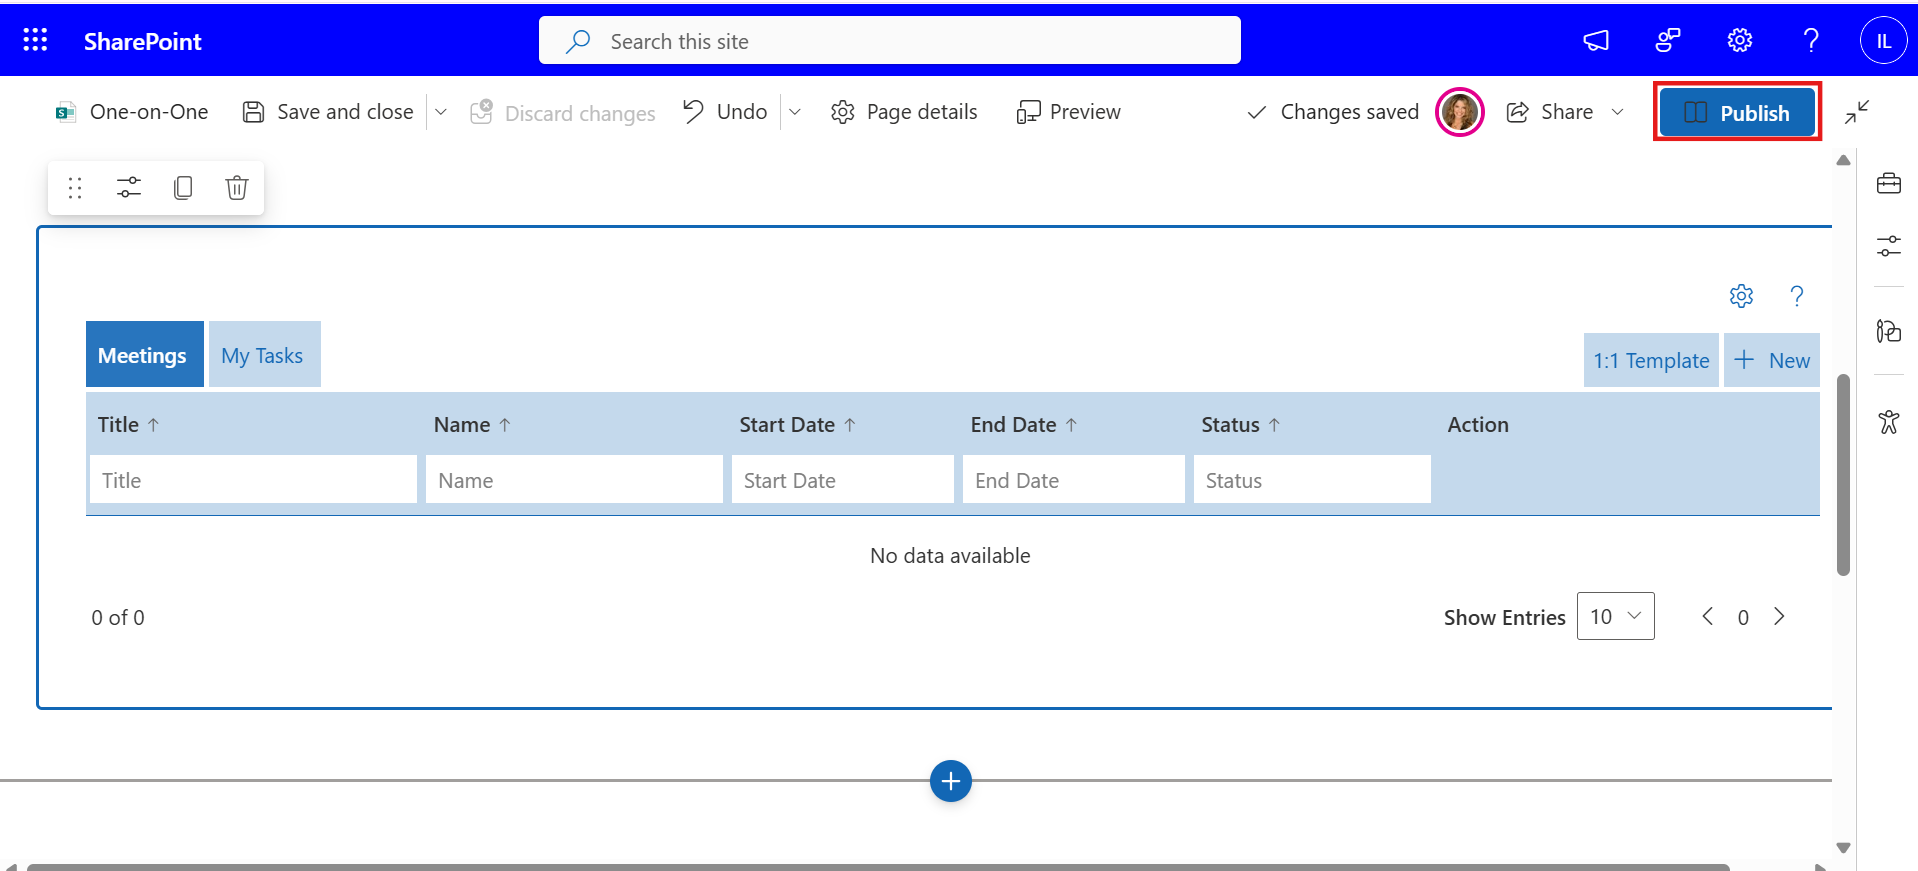 SharePoint Search this site ? IL
S One-on-One Save and close Discard changes Undo Page details Preview Changes saved Share Publish
?
Meetings My Tasks 1:1 Template + New
Title ↑ Name ↑ Start Date ↑ End Date ↑ Status ↑ Action
Title Name Start Date End Date Status
No data available
0 of 0 Show Entries 10 < 0 >
+